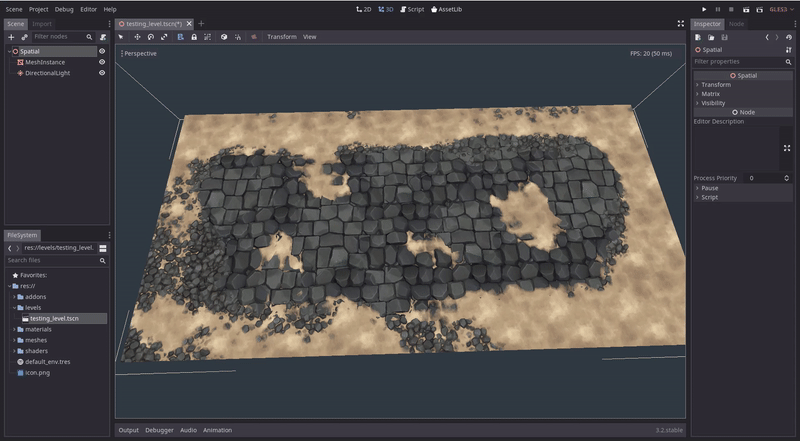 Scene Project Debug Editor Help
2D 3D Script AssetLib
GLES3
Scene Import
Filter nodes
Spatial
MeshInstance
DirectionalLight
testing_level.tscn(*)
Transform View
Perspective
FPS: 20 (50 ms)
FileSystem
res://levels/testing_level.
Search files
Favorites:
res://
addons
levels
testing_level.tscn
materials
meshes
shaders
default_env.tres
icon.png
Output Debugger Audio Animation
3.2.stable
Inspector Node
Spatial
Filter properties
Spatial
Transform
Matrix
Visibility
Node
Editor Description
Process Priority 0
Pause
Script